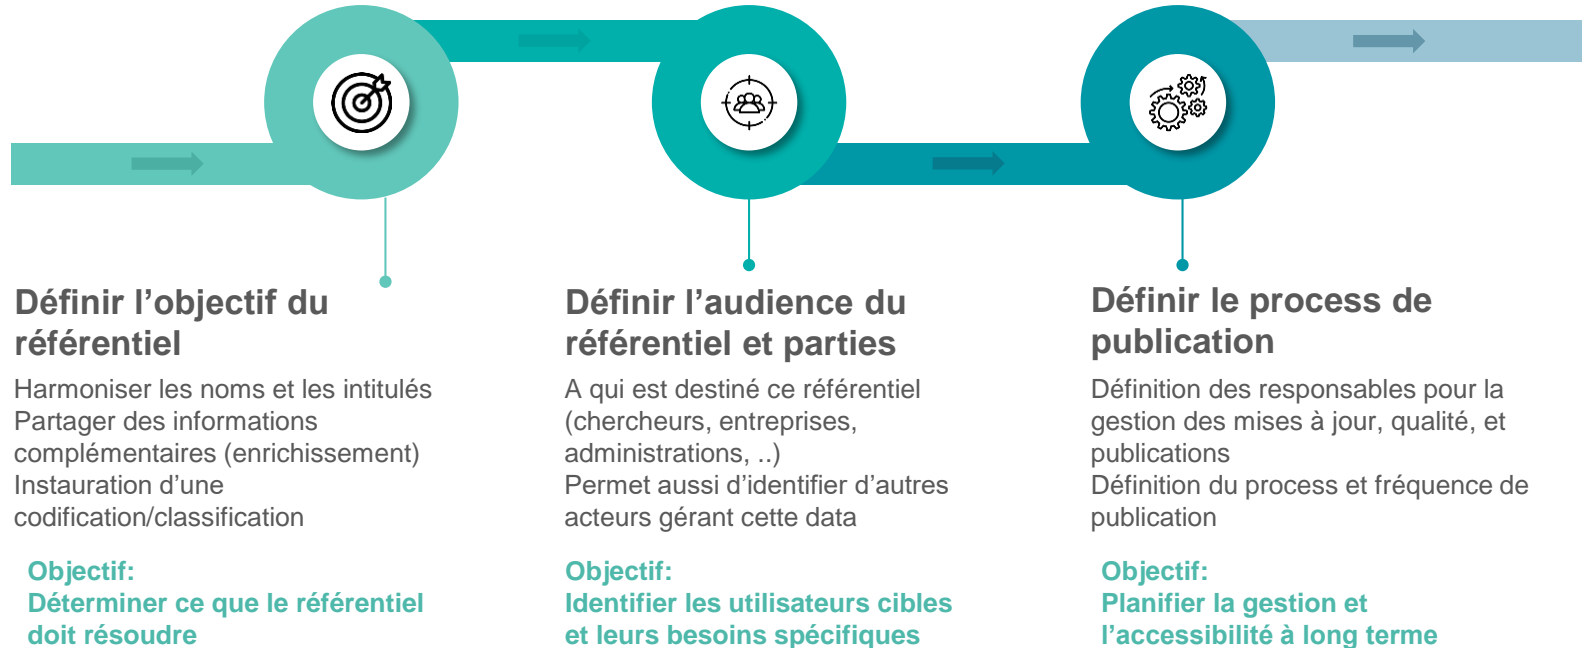 Définir l’objectif du
référentiel
Harmoniser les noms et les intitulés
Partager des informations
complémentaires (enrichissement)
Instauration d’une
codification/classification
Objectif:
Déterminer ce que le référentiel
doit résoudre
Définir l’audience du
référentiel et parties
A qui est destiné ce référentiel
(chercheurs, entreprises,
administrations, ..)
Permet aussi d’identifier d’autres
acteurs gérant cette data
Objectif:
Identifier les utilisateurs cibles
et leurs besoins spécifiques
Définir le process de
publication
Définition des responsables pour la
gestion des mises à jour, qualité, et
publications
Définition du process et fréquence de
publication
Objectif:
Planifier la gestion et
l’accessibilité à long terme